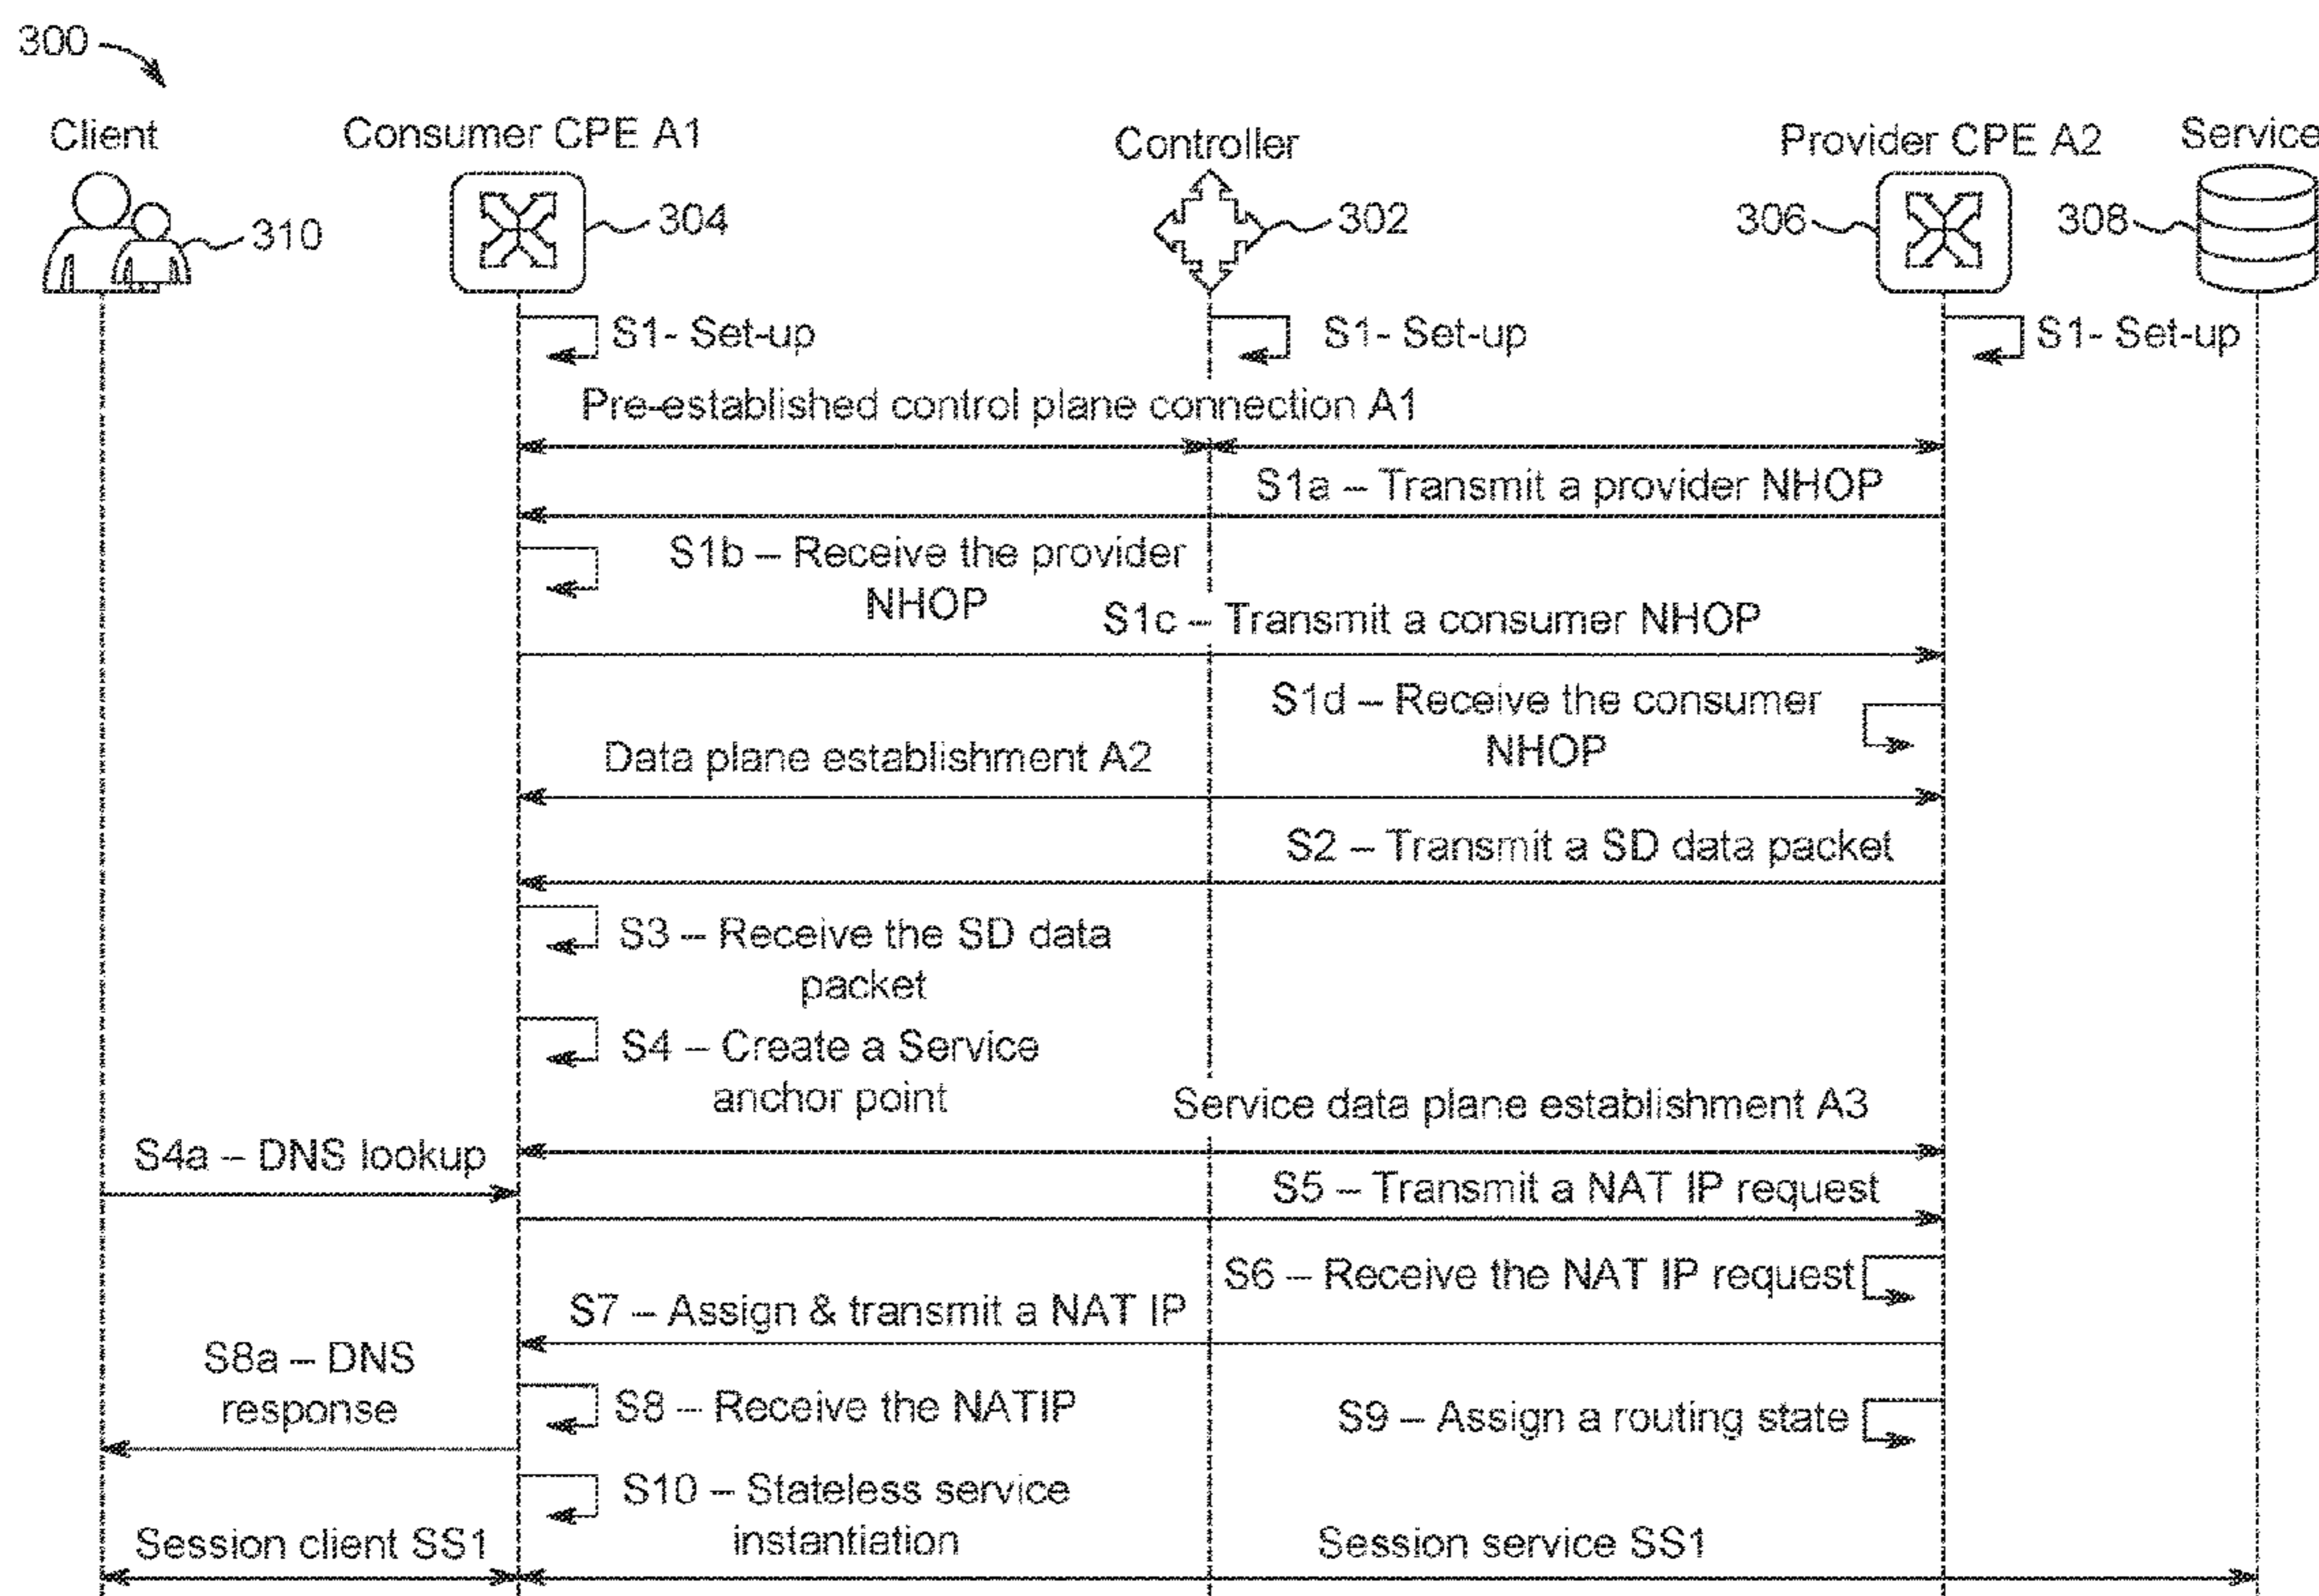 300
Client
Consumer CPE A1
Controller
Provider CPE A2
Service
310
304
302
306
308
S1- Set-up
S1- Set-up
S1- Set-up
Pre-established control plane connection A1
S1a – Transmit a provider NHOP
S1b – Receive the provider
NHOP
S1c – Transmit a consumer NHOP
S1d – Receive the consumer
NHOP
Data plane establishment A2
S2 – Transmit a SD data packet
S3 – Receive the SD data
packet
S4 – Create a Service
anchor point
Service data plane establishment A3
S4a – DNS lookup
S5 – Transmit a NAT IP request
S6 – Receive the NAT IP request
S7 – Assign & transmit a NAT IP
S8a – DNS
response
S8 – Receive the NATIP
S9 – Assign a routing state
S10 – Stateless service
instantiation
Session client SS1
Session service SS1